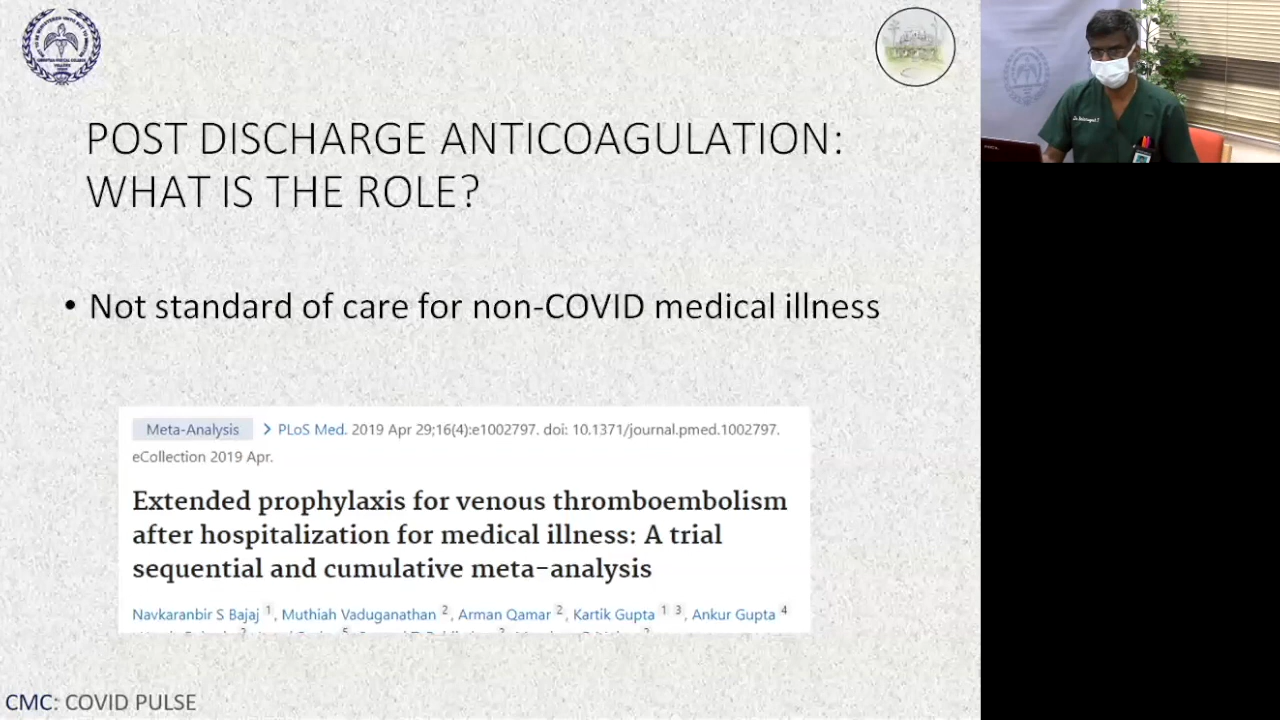 POST DISCHARGE ANTICOAGULATION:
WHAT IS THE ROLE?
• Not standard of care for non-COVID medical illness
Meta-Analysis > PLoS Med. 2019 Apr 29;16(4):e1002797. doi: 10.1371/journal.pmed.1002797.
eCollection 2019 Apr.
Extended prophylaxis for venous thromboembolism
after hospitalization for medical illness: A trial
sequential and cumulative meta-analysis
Navkaranbir S Bajaj 1, Muthiah Vaduganathan 2, Arman Qamar 2, Kartik Gupta 1 3, Ankur Gupta 4
CMC: COVID PULSE